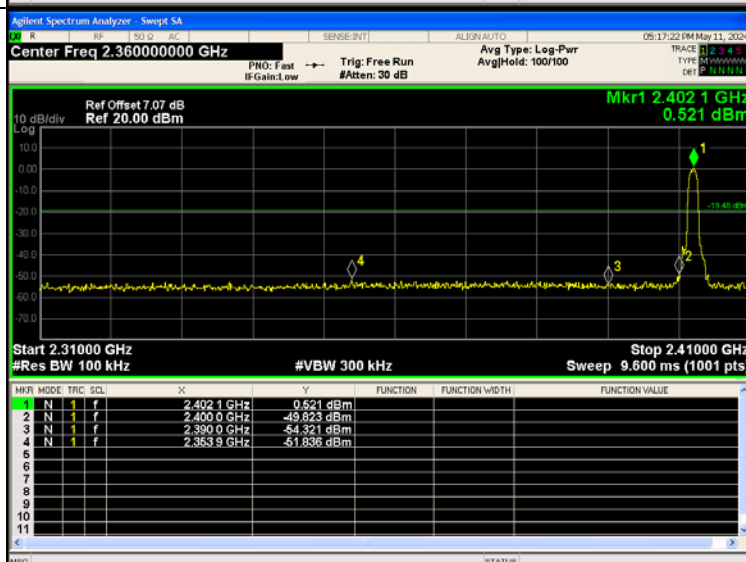 Agilent Spectrum Analyzer - Swept SA
R RF 50 Ω AC SENSE:INT ALIGN AUTO 05:17:22 PM May 11, 2024
Center Freq 2.360000000 GHz
PNO: Fast
IFGain:Low
Trig: Free Run
#Atten: 30 dB
Avg Type: Log-Pwr
Avg|Hold: 100/100
TRACE 1 2 3 4 5
TYPE M
DET P N N N N
Ref Offset 7.07 dB
10 dB/div Ref 20.00 dBm
Log
Mkr1 2.402 1 GHz
0.521 dBm
10.0
0.00
-10.0
-20.0
-30.0
-40.0
-50.0
-60.0
-70.0
-19.48 dBm
1
2
3
4
Start 2.31000 GHz Stop 2.41000 GHz
#Res BW 100 kHz #VBW 300 kHz Sweep 9.600 ms (1001 pts
MKR MODE TRC SCL X Y FUNCTION FUNCTION WIDTH FUNCTION VALUE
1 N 1 f 2.402 1 GHz 0.521 dBm
2 N 1 f 2.400 0 GHz -49.823 dBm
3 N 1 f 2.390 0 GHz -54.321 dBm
4 N 1 f 2.353 9 GHz -51.836 dBm
5
6
7
8
9
10
11
MSG STATUS